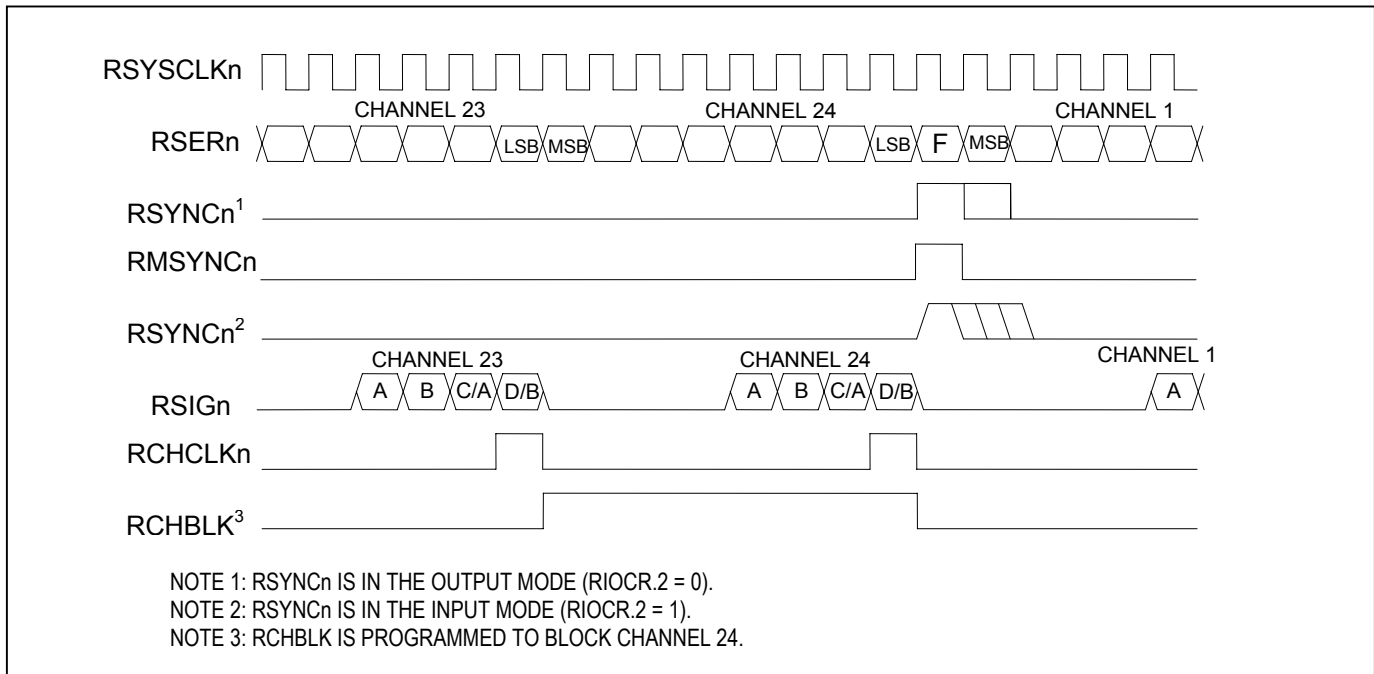 RSYSCLKn
CHANNEL 23 CHANNEL 24 CHANNEL 1
RSERn LSB MSB LSB F MSB
RSYNCn¹
RMSYNCn
RSYNCn²
CHANNEL 23 CHANNEL 24 CHANNEL 1
RSIGn A B C/A D/B A B C/A D/B A
RCHCLKn
RCHBLK³
NOTE 1: RSYNCn IS IN THE OUTPUT MODE (RIOCR.2 = 0).
NOTE 2: RSYNCn IS IN THE INPUT MODE (RIOCR.2 = 1).
NOTE 3: RCHBLK IS PROGRAMMED TO BLOCK CHANNEL 24.